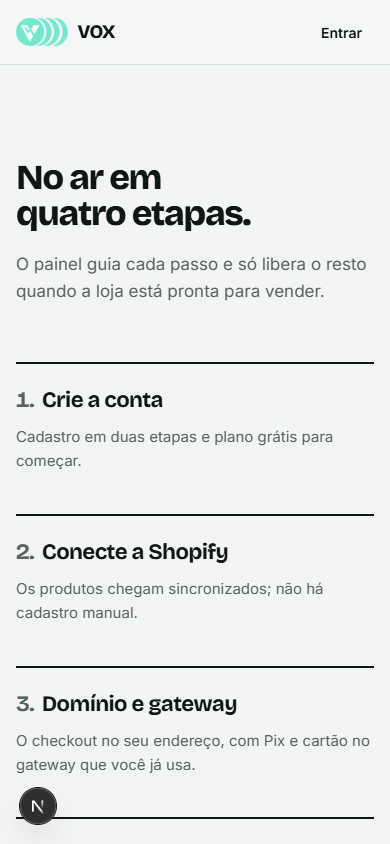 VOX
Entrar
No ar em
quatro etapas.
O painel guia cada passo e só libera o resto
quando a loja está pronta para vender.
1. Crie a conta
Cadastro em duas etapas e plano grátis para
começar.
2. Conecte a Shopify
Os produtos chegam sincronizados; não há
cadastro manual.
3. Domínio e gateway
O checkout no seu endereço, com Pix e cartão no
gateway que você já usa.
N